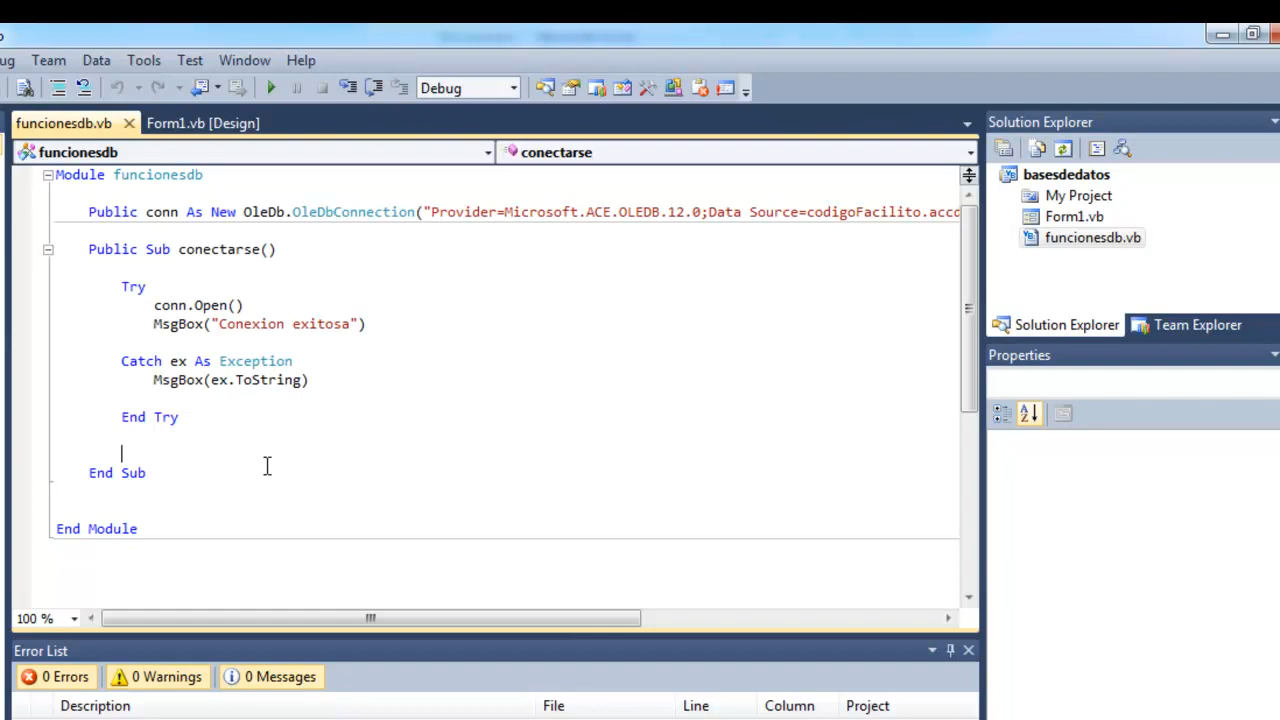 Team Data Tools Test Window Help
Debug
funcionesdb.vb Form1.vb [Design]
funcionesdb conectarse
Module funcionesdb
Public conn As New OleDb.OleDbConnection("Provider=Microsoft.ACE.OLEDB.12.0;Data Source=codigoFacilito.accd
Public Sub conectarse()
Try
conn.Open()
MsgBox("Conexion exitosa")
Catch ex As Exception
MsgBox(ex.ToString)
End Try
End Sub
End Module
100 %
Solution Explorer
basesdedatos
My Project
Form1.vb
funcionesdb.vb
Solution Explorer Team Explorer
Properties
Error List
0 Errors 0 Warnings 0 Messages
Description File Line Column Project